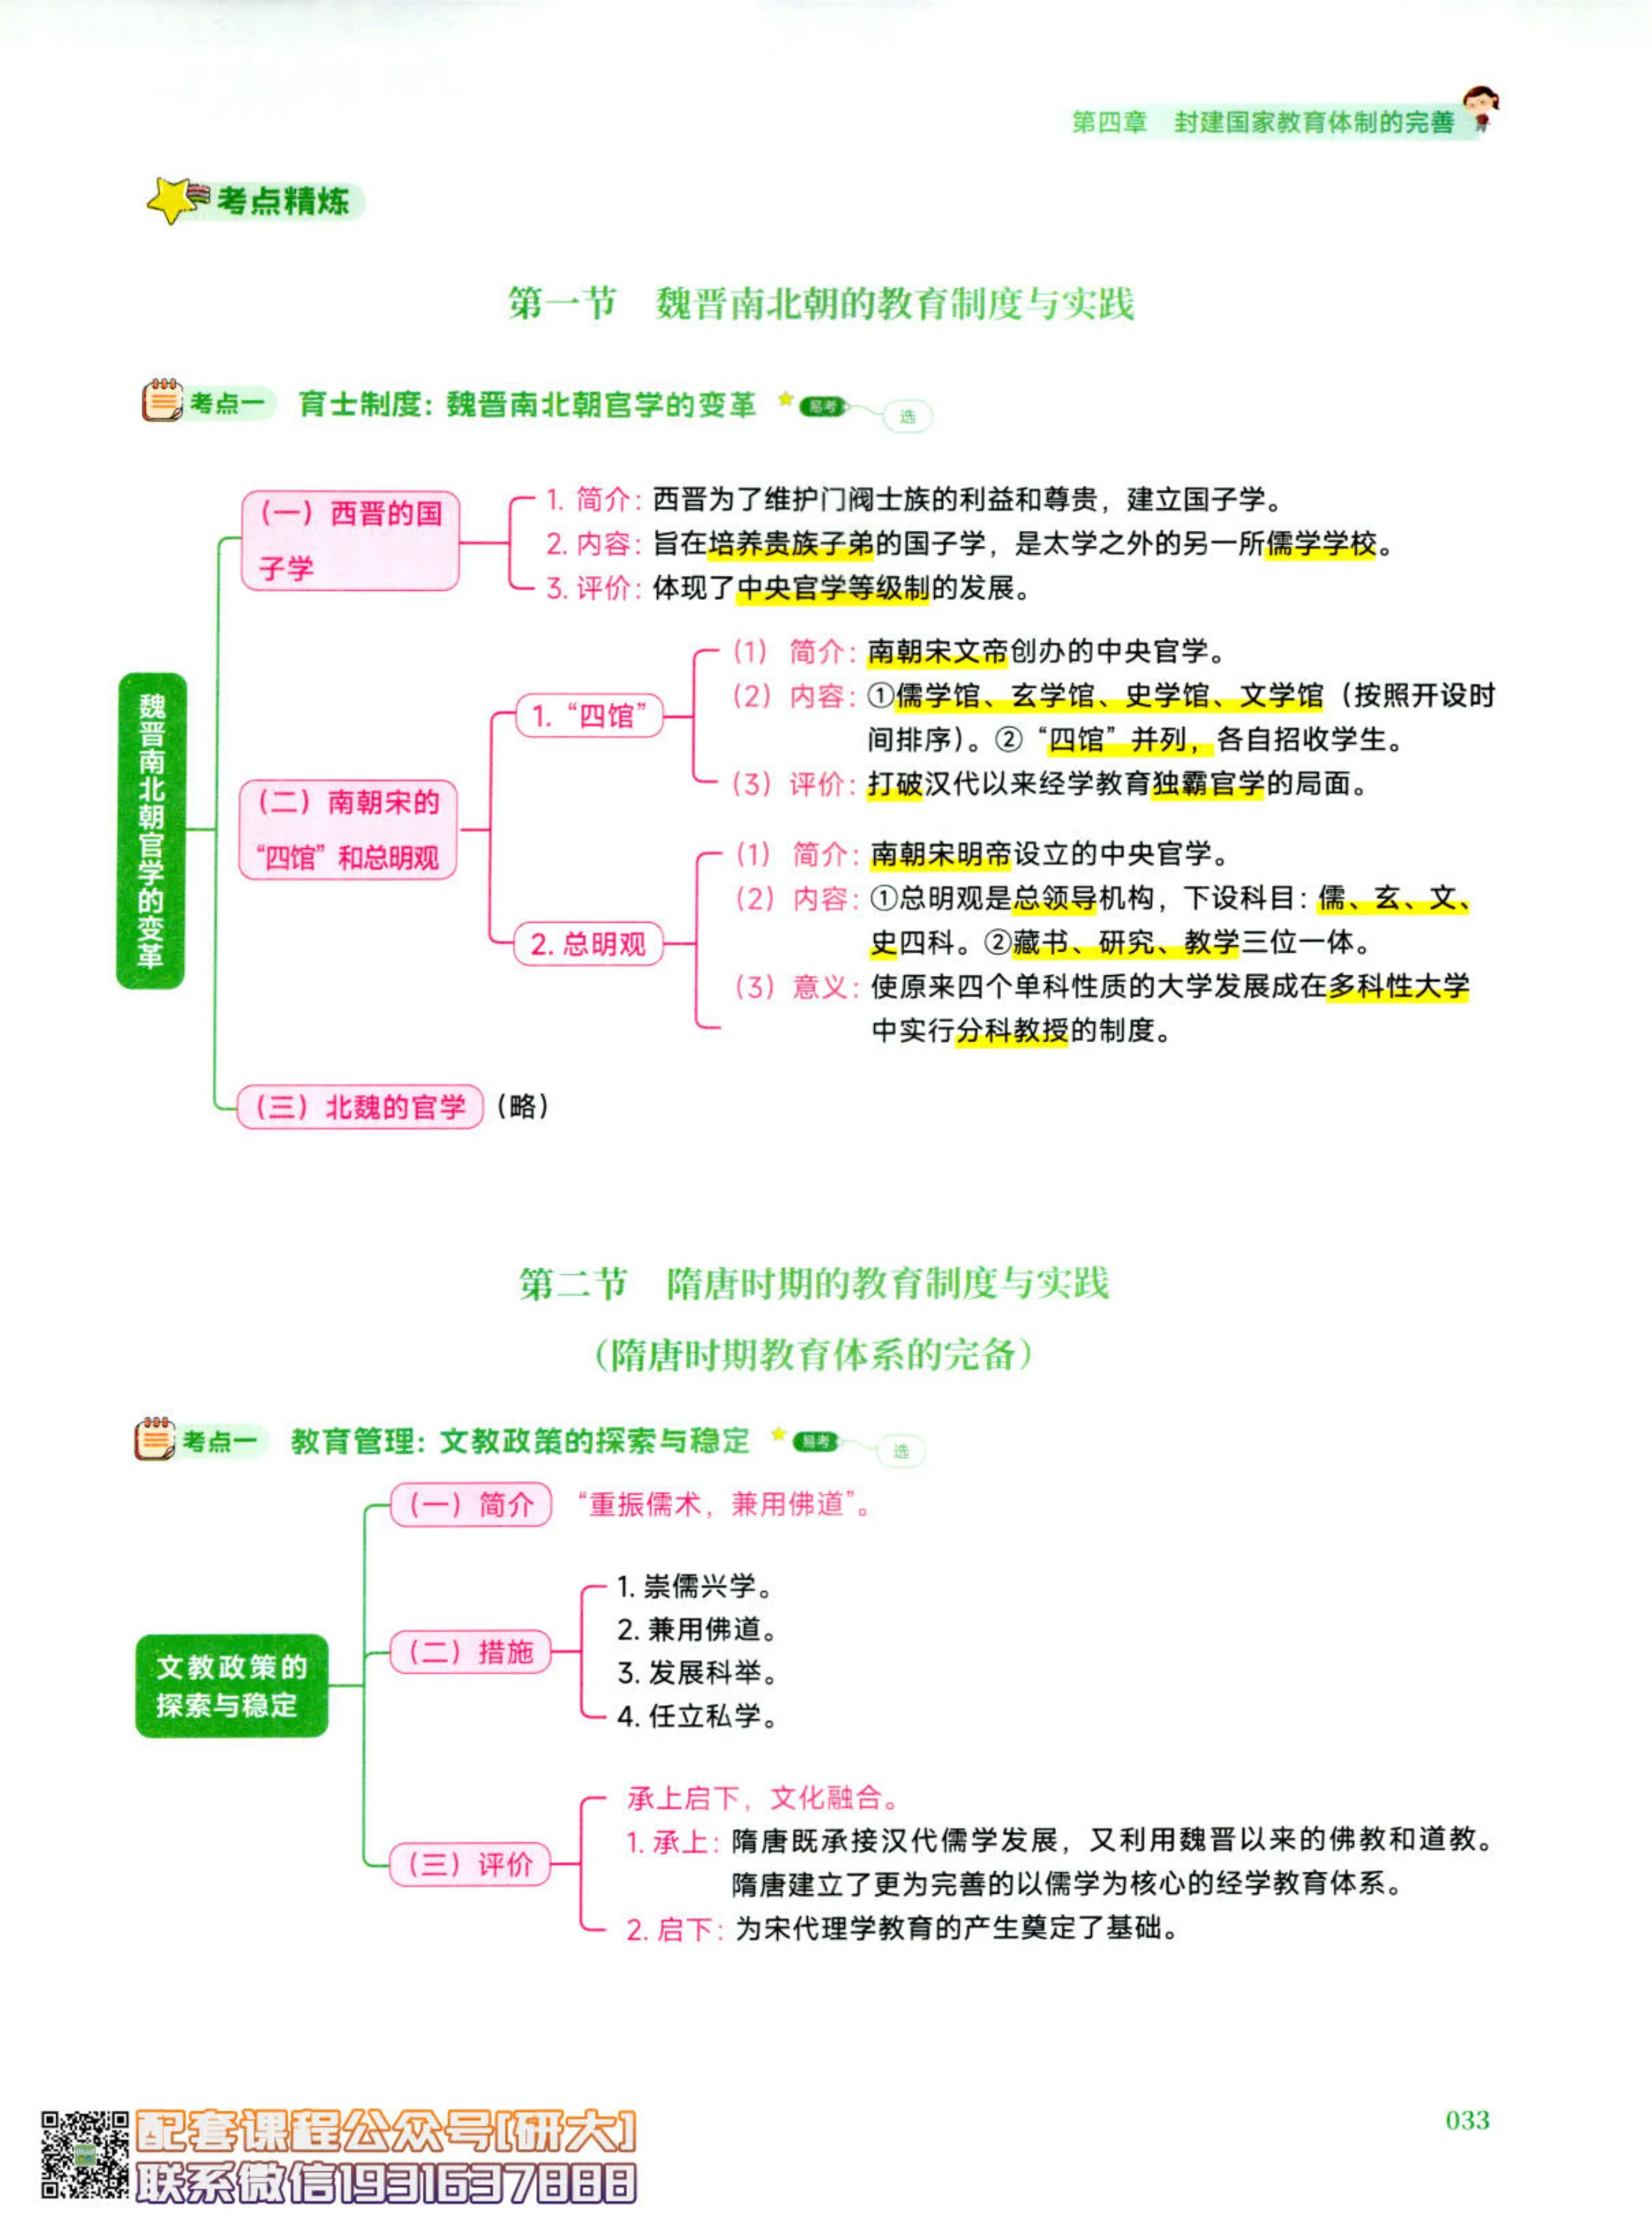 第四章 封建国家教育体制的完善
考点精炼
第一节 魏晋南北朝的教育制度与实践
考点一 育士制度：魏晋南北朝官学的变革 易考 选
魏晋南北朝官学的变革
（一）西晋的国
子学
1. 简介：西晋为了维护门阀士族的利益和尊贵，建立国子学。
2. 内容：旨在培养贵族子弟的国子学，是太学之外的另一所儒学学校。
3. 评价：体现了中央官学等级制的发展。
（二）南朝宋的
“四馆”和总明观
1.“四馆”
（1）简介：南朝宋文帝创办的中央官学。
（2）内容：①儒学馆、玄学馆、史学馆、文学馆（按照开设时
间排序）。②“四馆”并列，各自招收学生。
（3）评价：打破汉代以来经学教育独霸官学的局面。
2. 总明观
（1）简介：南朝宋明帝设立的中央官学。
（2）内容：①总明观是总领导机构，下设科目：儒、玄、文、
史四科。②藏书、研究、教学三位一体。
（3）意义：使原来四个单科性质的大学发展成在多科性大学
中实行分科教授的制度。
（三）北魏的官学（略）
第二节 隋唐时期的教育制度与实践
（隋唐时期教育体系的完备）
考点一 教育管理：文教政策的探索与稳定 易考 选
文教政策的
探索与稳定
（一）简介 “重振儒术，兼用佛道”。
（二）措施
1. 崇儒兴学。
2. 兼用佛道。
3. 发展科举。
4. 任立私学。
（三）评价
承上启下，文化融合。
1. 承上：隋唐既承接汉代儒学发展，又利用魏晋以来的佛教和道教。
隋唐建立了更为完善的以儒学为核心的经学教育体系。
2. 启下：为宋代理学教育的产生奠定了基础。
配套课程公众号[研大]
联系微信1931637888
033